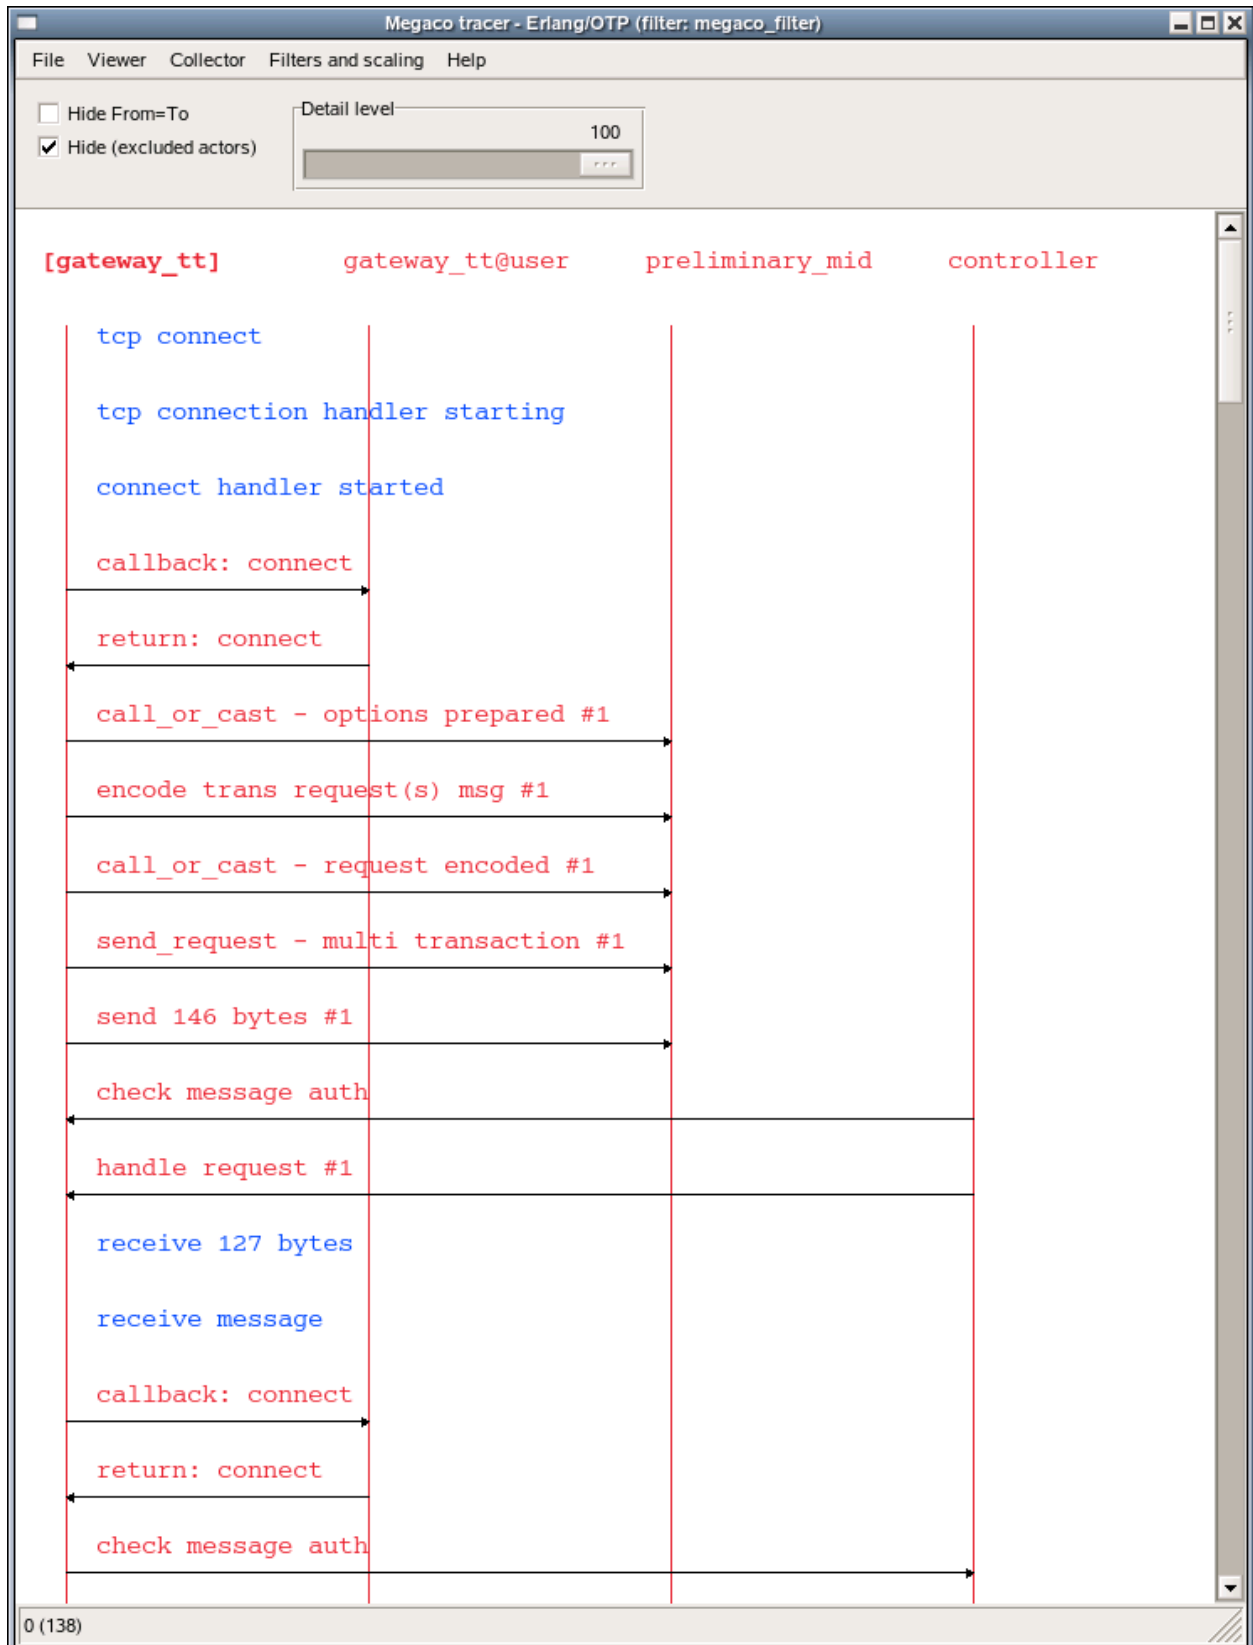 Megaco tracer - Erlang/OTP (filter: megaco_filter)
File Viewer Collector Filters and scaling Help
Hide From=To
Hide (excluded actors)
Detail level
100
[gateway_tt] gateway_tt@user preliminary_mid controller
tcp connect
tcp connection handler starting
connect handler started
callback: connect
return: connect
call_or_cast - options prepared #1
encode trans request(s) msg #1
call_or_cast - request encoded #1
send_request - multi transaction #1
send 146 bytes #1
check message auth
handle request #1
receive 127 bytes
receive message
callback: connect
return: connect
check message auth
0 (138)